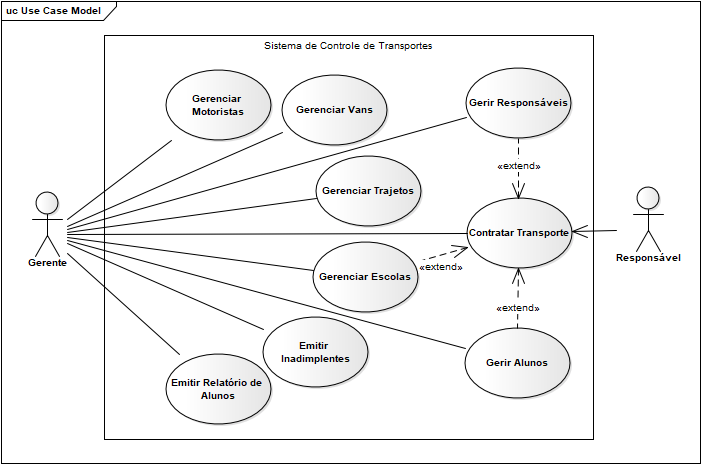 uc Use Case Model
Sistema de Controle de Transportes
Gerenciar
Motoristas
Gerenciar Vans
Gerir Responsáveis
«extend»
Gerenciar Trajetos
Contratar Transporte
Gerente
Responsável
Gerenciar Escolas
«extend»
«extend»
Emitir
Inadimplentes
Gerir Alunos
Emitir Relatório de
Alunos